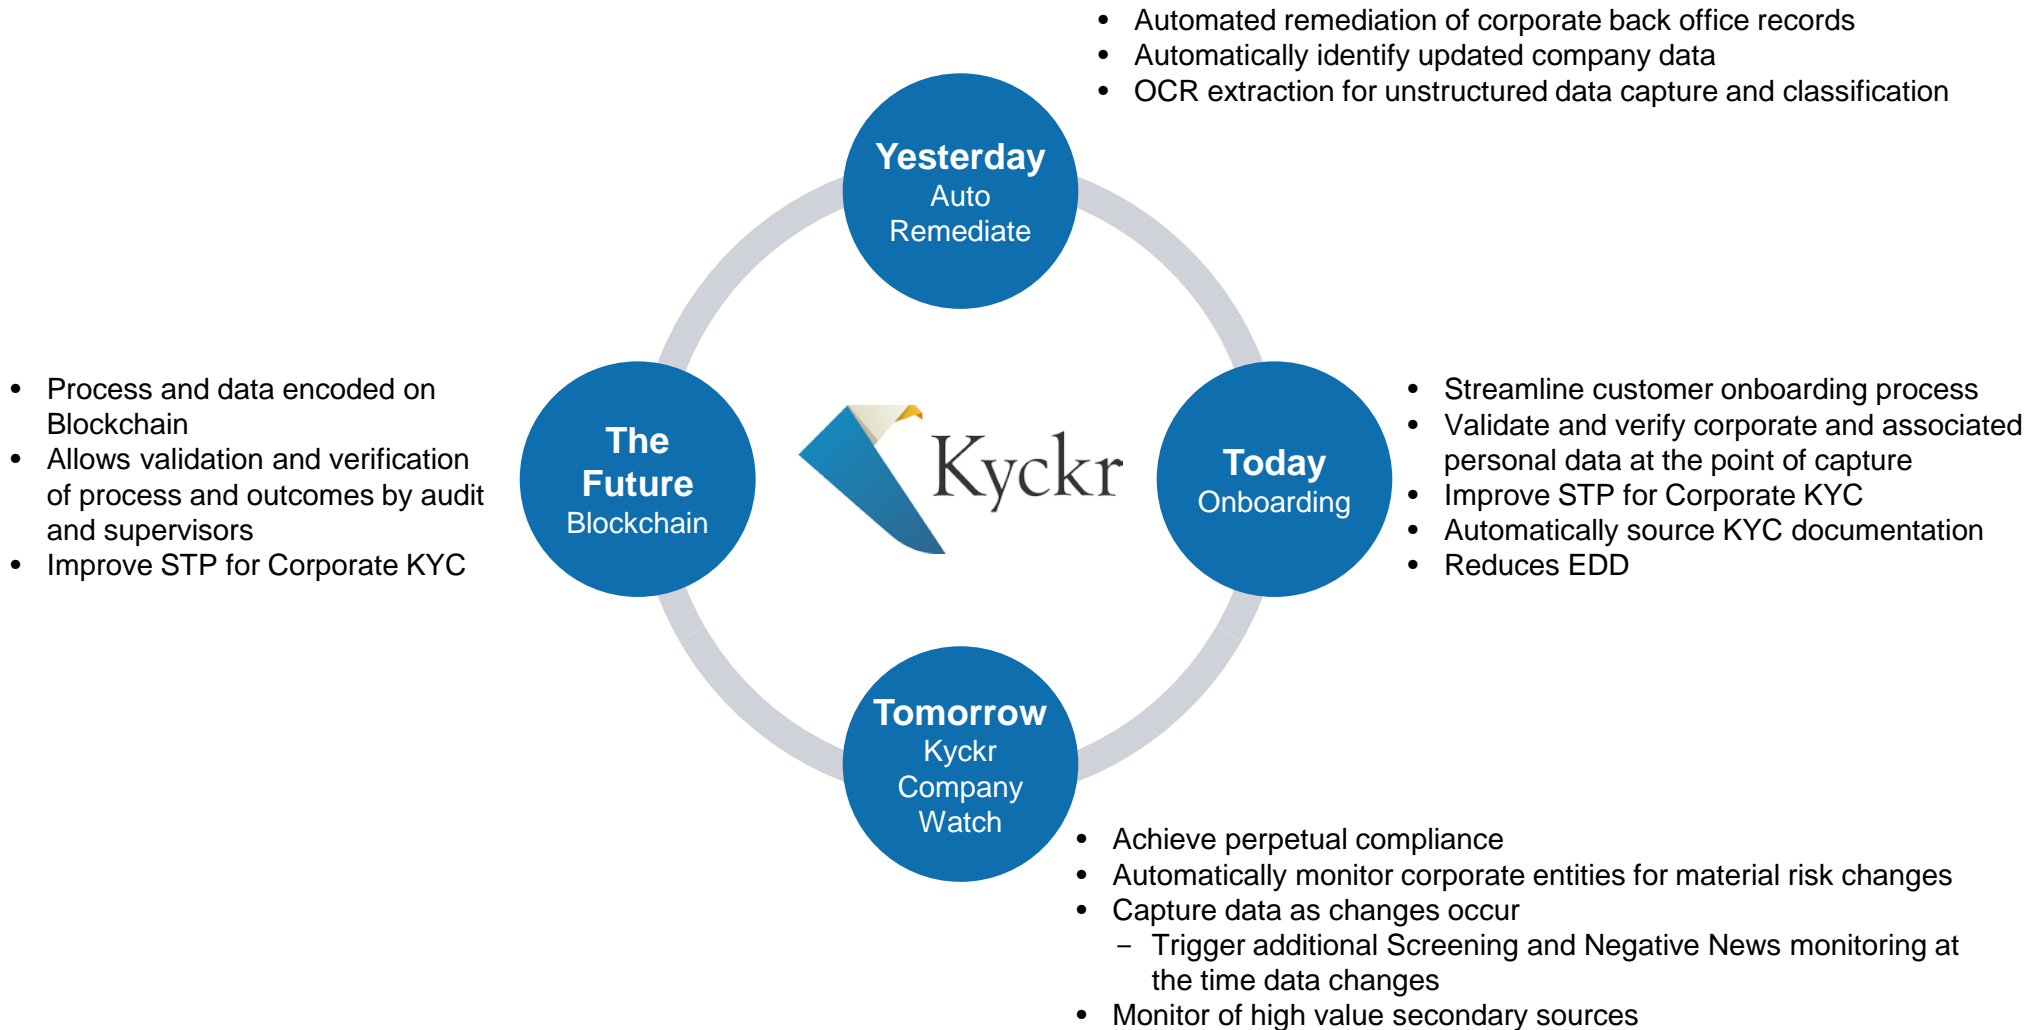 • Automated remediation of corporate back office records
• Automatically identify updated company data
• OCR extraction for unstructured data capture and classification
Yesterday
Auto
Remediate
• Process and data encoded on
Blockchain
• Allows validation and verification
of process and outcomes by audit
and supervisors
• Improve STP for Corporate KYC
The
Future
Blockchain
Kyckr
Today
Onboarding
• Streamline customer onboarding process
• Validate and verify corporate and associated
personal data at the point of capture
• Improve STP for Corporate KYC
• Automatically source KYC documentation
• Reduces EDD
Tomorrow
Kyckr
Company
Watch
• Achieve perpetual compliance
• Automatically monitor corporate entities for material risk changes
• Capture data as changes occur
– Trigger additional Screening and Negative News monitoring at
the time data changes
• Monitor of high value secondary sources